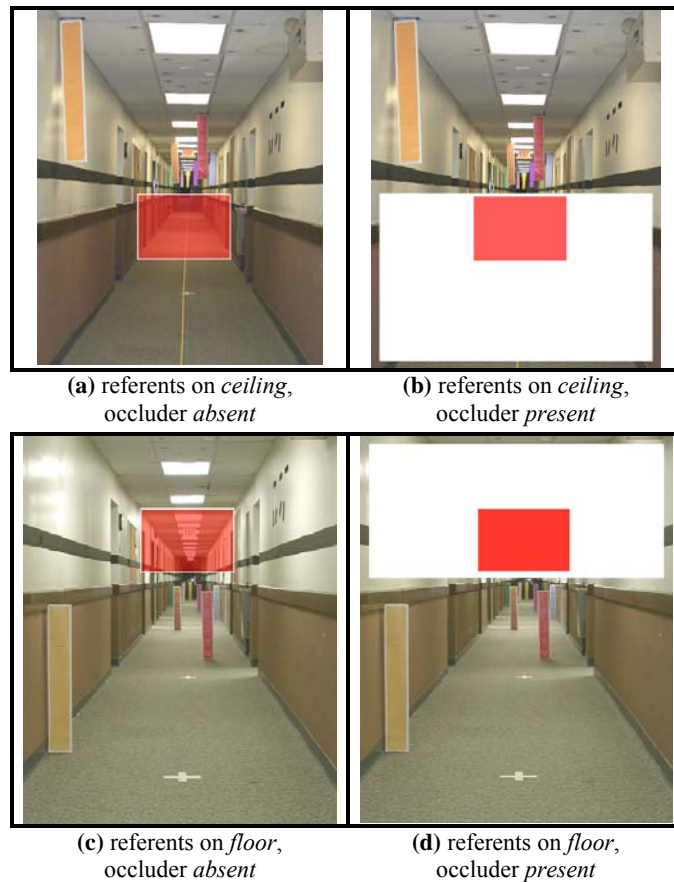 (a) referents on ceiling,
occluder absent
(b) referents on ceiling,
occluder present
(c) referents on floor,
occluder absent
(d) referents on floor,
occluder present